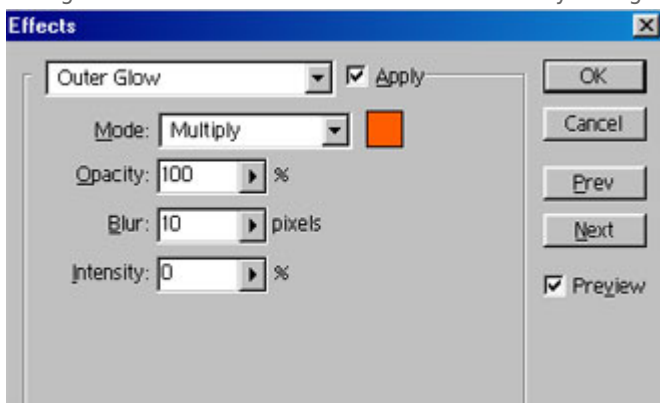 Effects
Outer Glow Apply OK
Mode: Multiply Cancel
Opacity: 100 % Prev
Blur: 10 pixels Next
Intensity: 0 % Preview